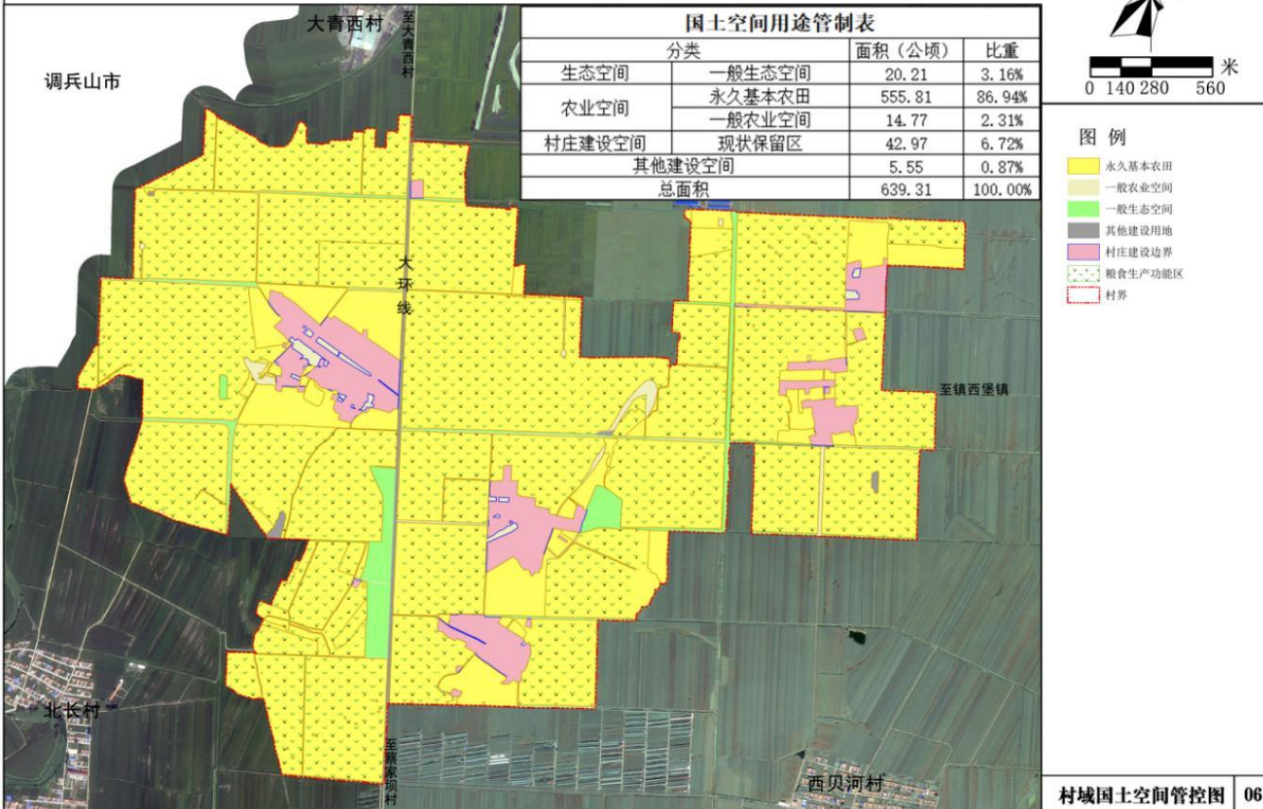 大青西村
至大青西村
调兵山市
国土空间用途管制表
分类 面积（公顷） 比重
生态空间 一般生态空间 20.21 3.16%
农业空间 永久基本农田 555.81 86.94%
一般农业空间 14.77 2.31%
村庄建设空间 现状保留区 42.97 6.72%
其他建设空间 5.55 0.87%
总面积 639.31 100.00%
米
0 140 280 560
图例
永久基本农田
一般农业空间
一般生态空间
其他建设用地
村庄建设边界
粮食生产功能区
村界
大环线
至镇西堡镇
北长村
至蔡家坝村
西贝河村
村域国土空间管控图 06